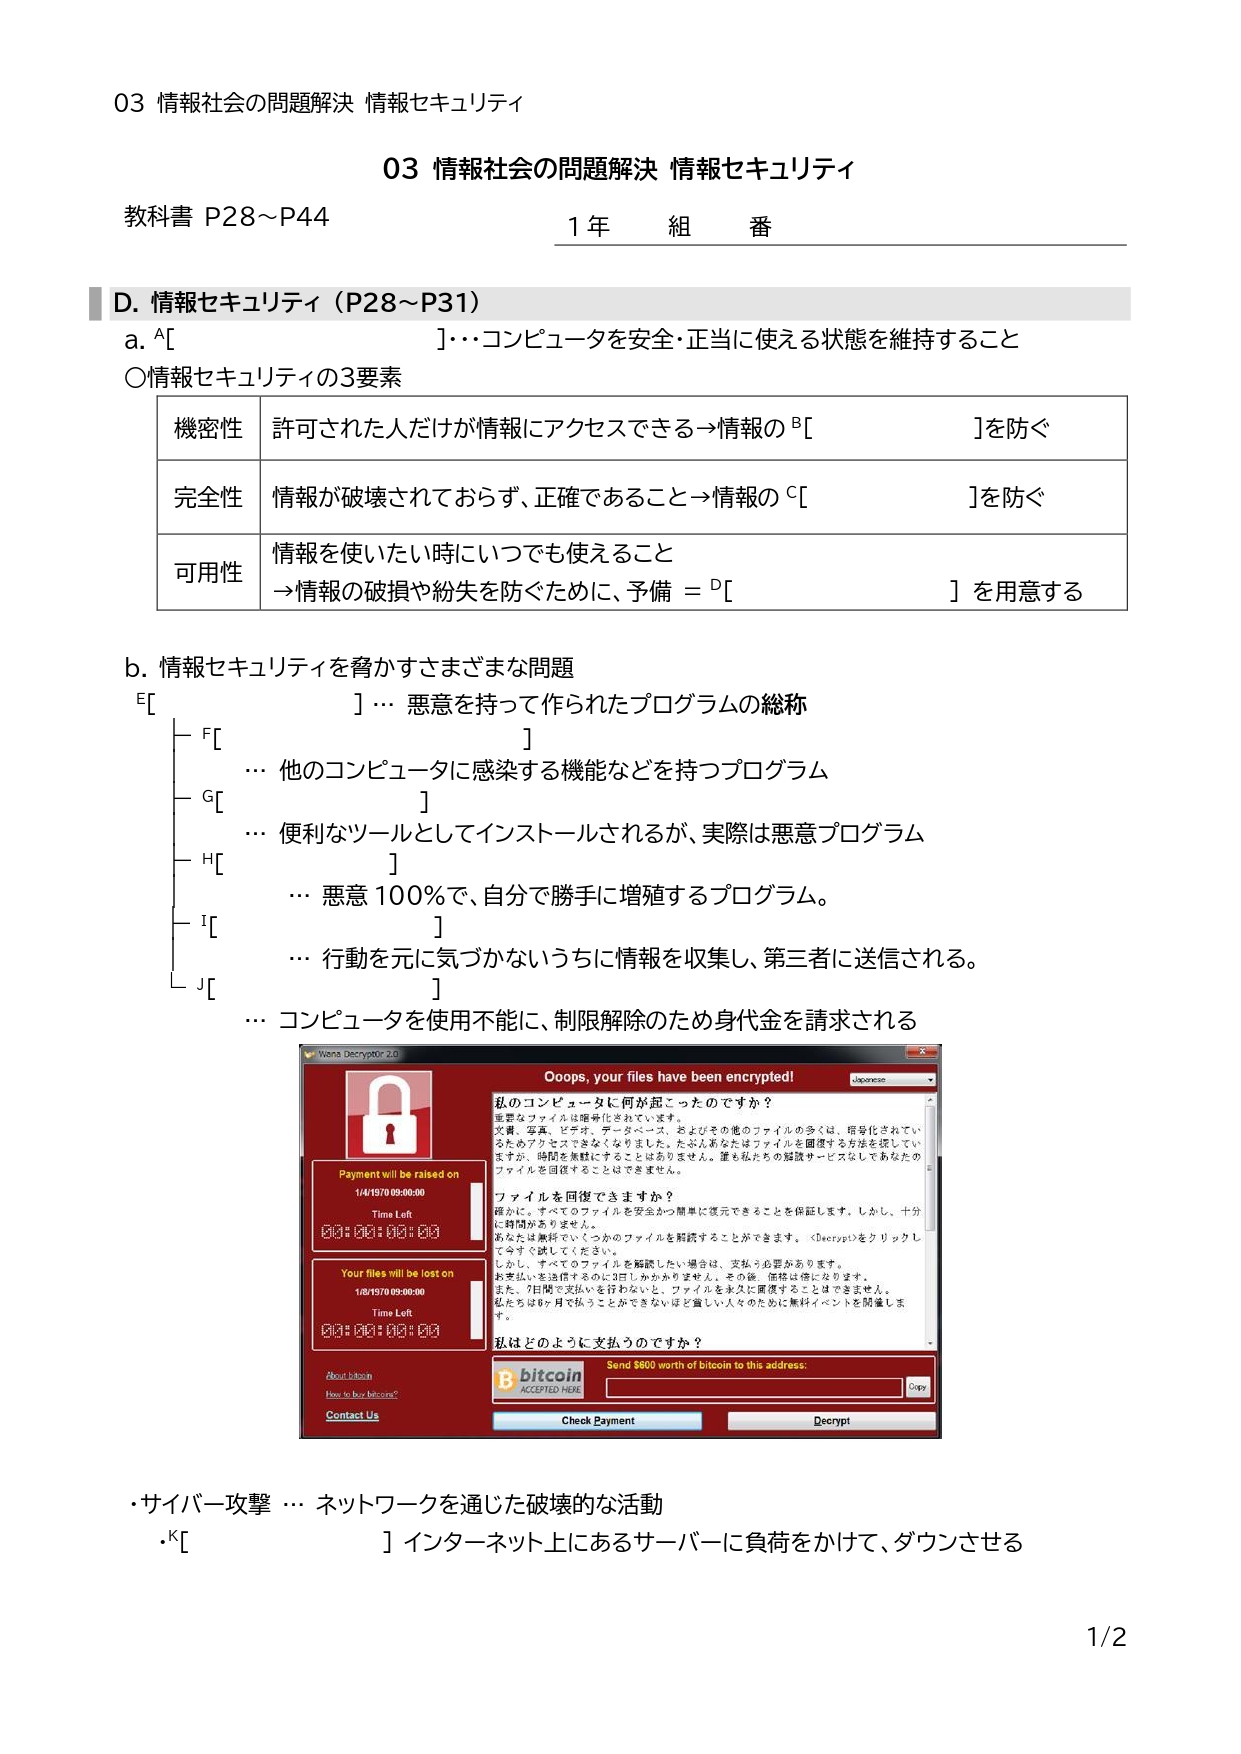 03 情報社会の問題解決 情報セキュリティ
03 情報社会の問題解決 情報セキュリティ
教科書 P28～P44
1年 組 番
D. 情報セキュリティ（P28～P31）
a. A[ ]･･･コンピュータを安全・正当に使える状態を維持すること
○情報セキュリティの3要素
機密性 許可された人だけが情報にアクセスできる→情報の B[ ]を防ぐ
完全性 情報が破壊されておらず、正確であること→情報の C[ ]を防ぐ
可用性 情報を使いたい時にいつでも使えること
→情報の破損や紛失を防ぐために、予備 = D[ ] を用意する
b. 情報セキュリティを脅かすさまざまな問題
E[ ] … 悪意を持って作られたプログラムの総称
F[ ]
… 他のコンピュータに感染する機能などを持つプログラム
G[ ]
… 便利なツールとしてインストールされるが、実際は悪意プログラム
H[ ]
… 悪意 100%で、自分で勝手に増殖するプログラム。
I[ ]
… 行動を元に気づかないうちに情報を収集し、第三者に送信される。
J[ ]
… コンピュータを使用不能に、制限解除のため身代金を請求される
Wana Decrypt0r 2.0
Ooops, your files have been encrypted!
Japanese
私のコンピュータに何が起こったのですか？
重要なファイルは暗号化されています。
文書、写真、ビデオ、データベース、およびその他のファイルの多くは、暗号化されてい
るためアクセスできなくなりました。たぶんあなたはファイルを回復する方法を探してい
ますが、時間を無駄にすることはありません。誰も私たちの解読サービスなしであなたの
ファイルを回復することはできません。
ファイルを回復できますか？
確かに。すべてのファイルを安全かつ簡単に復元できることを保証します。しかし、十分
に時間がありません。
あなたは無料でいくつかのファイルを解読することができます。<Decrypt>をクリックし
て今すぐ試してください。
しかし、すべてのファイルを解読したい場合は、支払う必要があります。
お支払いを送信するのに3日しかかかりません。その後、価格は倍になります。
また、7日間で支払いを行わないと、ファイルを永久に回復することはできません。
私たちは6ヶ月で払うことができないほど貧しい人々のために無料イベントを開催しま
す。
私はどのように支払うのですか？
Payment will be raised on
1/4/1970 09:00:00
Time Left
00:00:00:00
Your files will be lost on
1/8/1970 09:00:00
Time Left
00:00:00:00
About bitcoin
How to buy bitcoins?
Contact Us
bitcoin
ACCEPTED HERE
Send $600 worth of bitcoin to this address:
Copy
Check Payment
Decrypt
・サイバー攻撃 … ネットワークを通じた破壊的な活動
・K[ ] インターネット上にあるサーバーに負荷をかけて、ダウンさせる
1/2